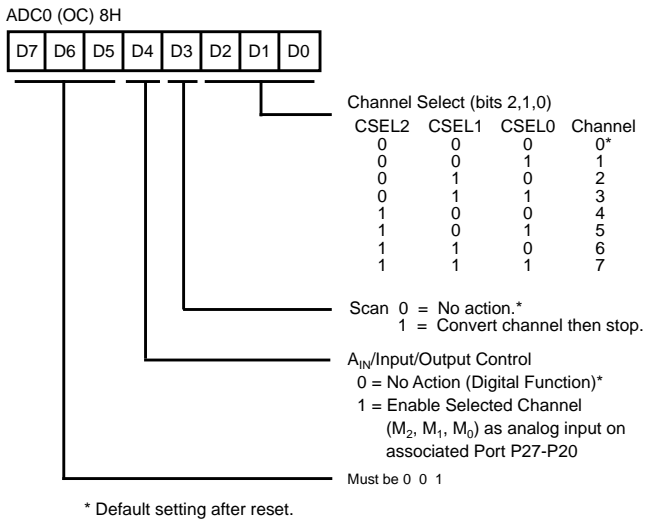 ADC0 (OC) 8H
D7 D6 D5 D4 D3 D2 D1 D0
Channel Select (bits 2,1,0)
CSEL2 CSEL1 CSEL0 Channel
0 0 0 0*
0 0 1 1
0 1 0 2
0 1 1 3
1 0 0 4
1 0 1 5
1 1 0 6
1 1 1 7
Scan 0 = No action.*
1 = Convert channel then stop.
A_IN/Input/Output Control
0 = No Action (Digital Function)*
1 = Enable Selected Channel
(M₂, M₁, M₀) as analog input on
associated Port P27-P20
Must be 0 0 1
* Default setting after reset.